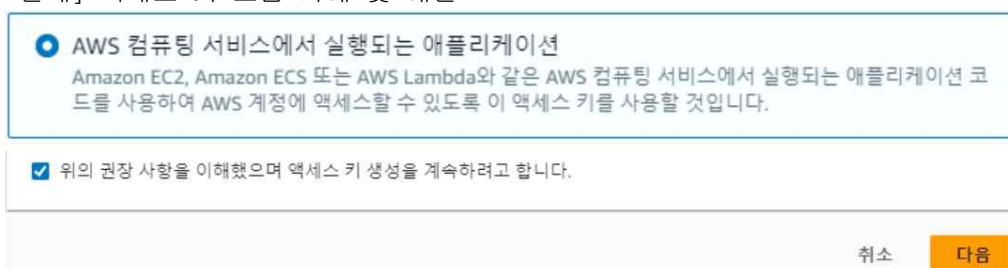 AWS 컴퓨팅 서비스에서 실행되는 애플리케이션
Amazon EC2, Amazon ECS 또는 AWS Lambda와 같은 AWS 컴퓨팅 서비스에서 실행되는 애플리케이션 코
드를 사용하여 AWS 계정에 액세스할 수 있도록 이 액세스 키를 사용할 것입니다.
위의 권장 사항을 이해했으며 액세스 키 생성을 계속하려고 합니다.
취소 다음